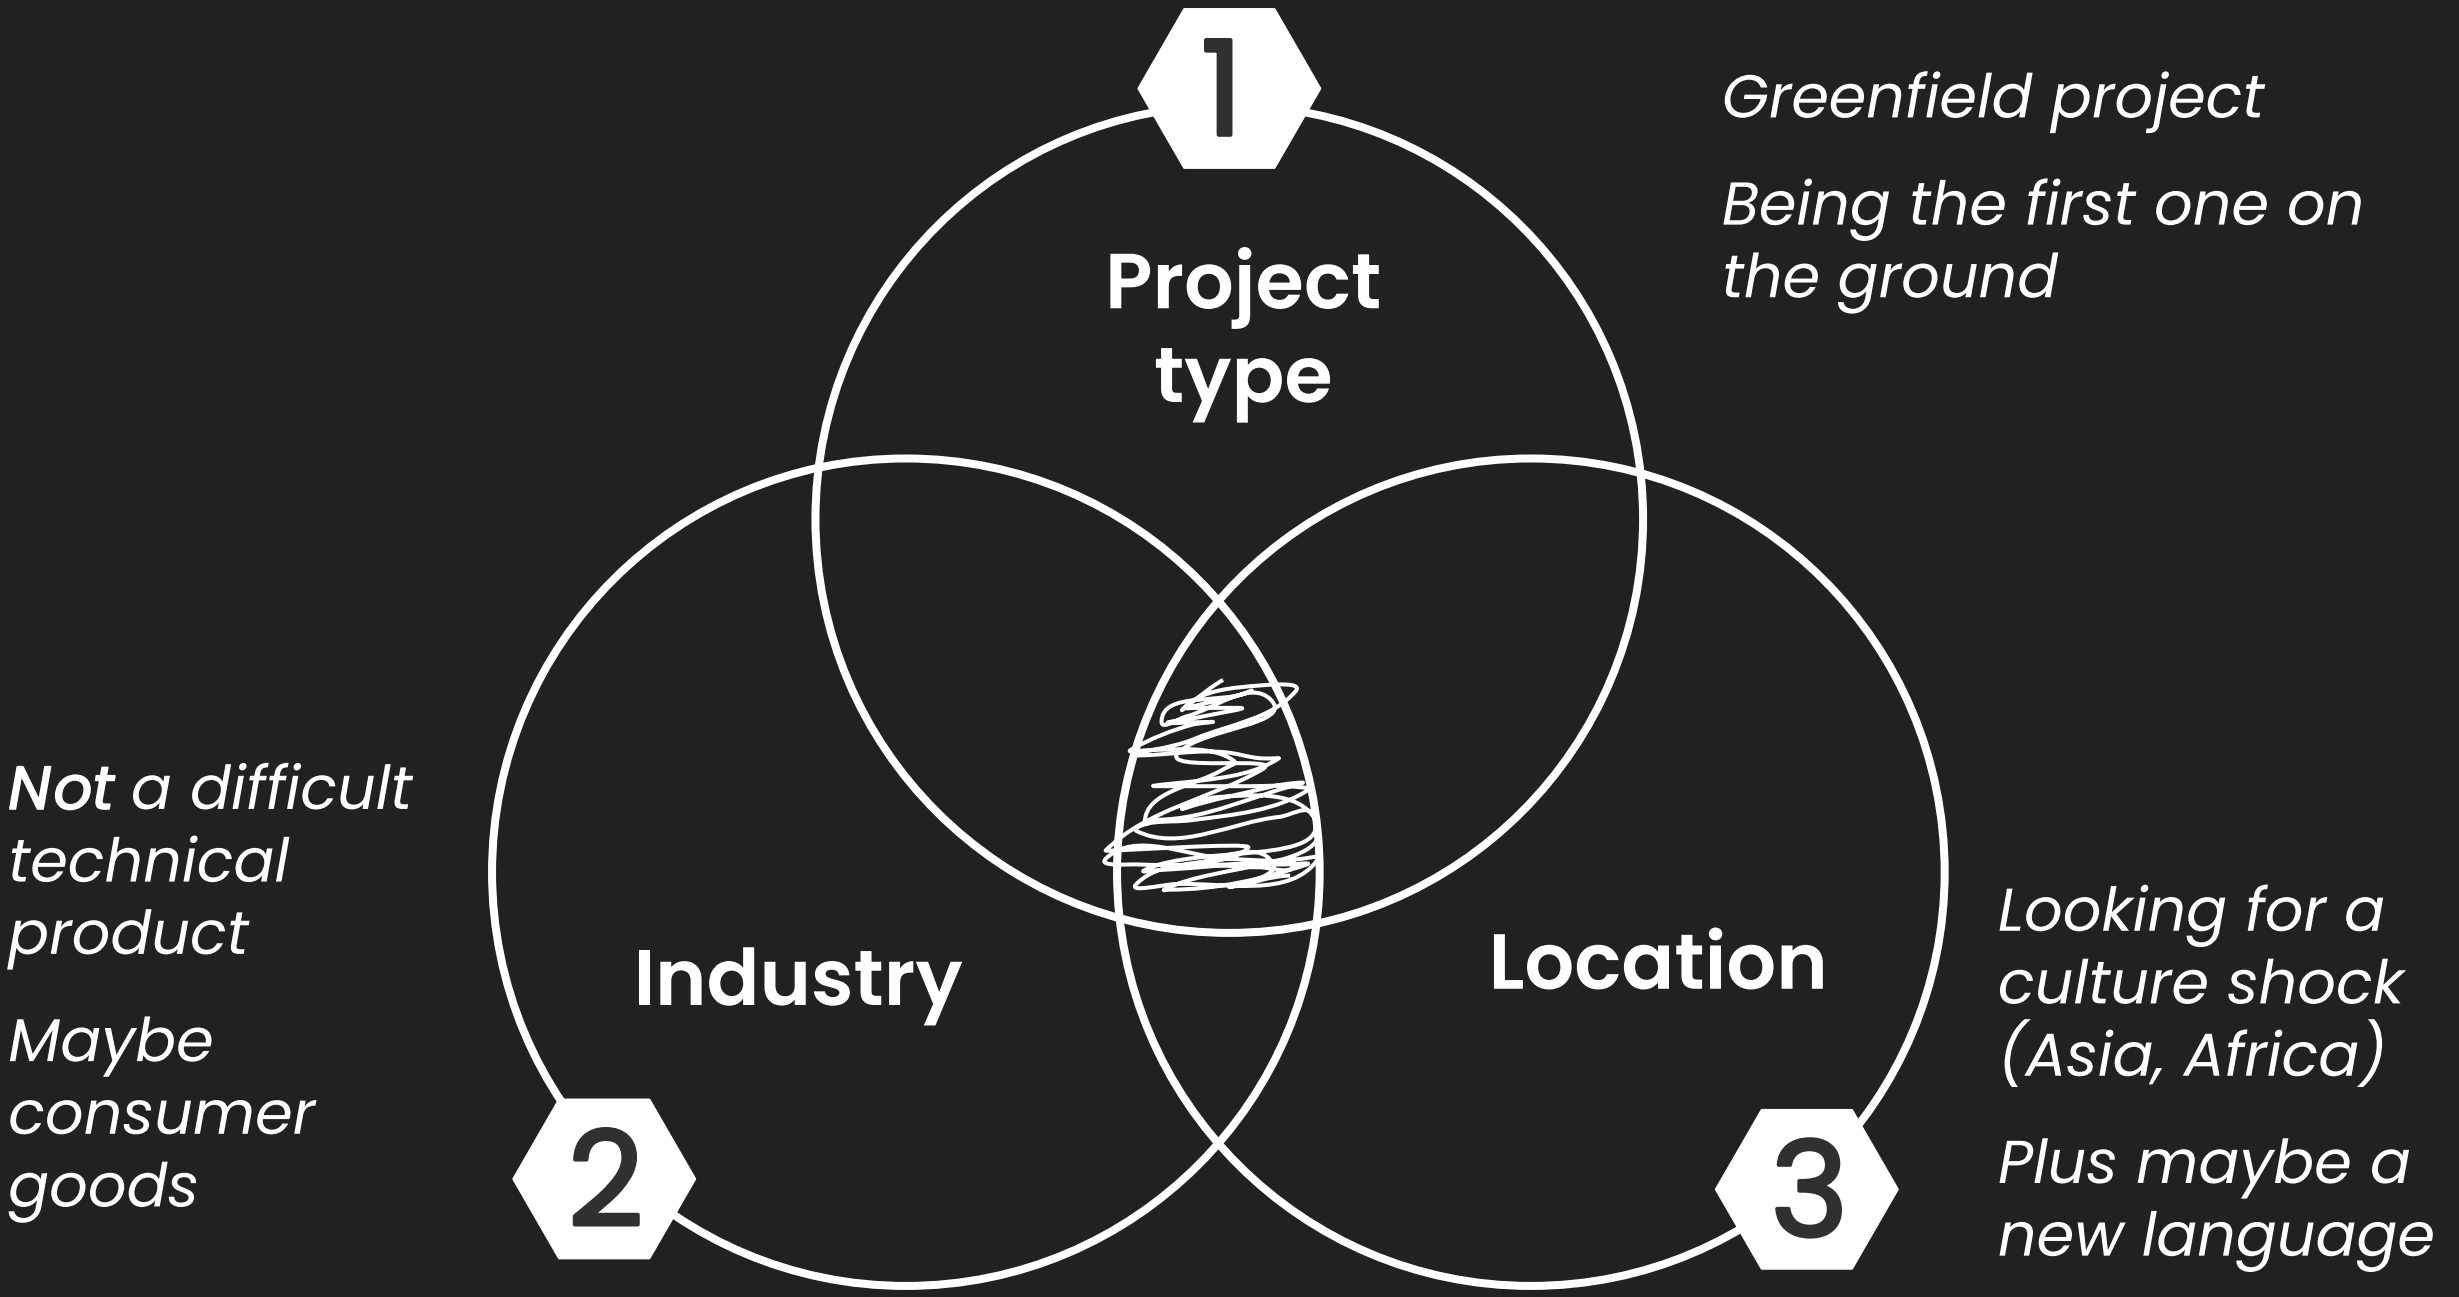 1
Project
type
Greenfield project
Being the first one on
the ground
2
Industry
Not a difficult
technical
product
Maybe
consumer
goods
3
Location
Looking for a
culture shock
(Asia, Africa)
Plus maybe a
new language